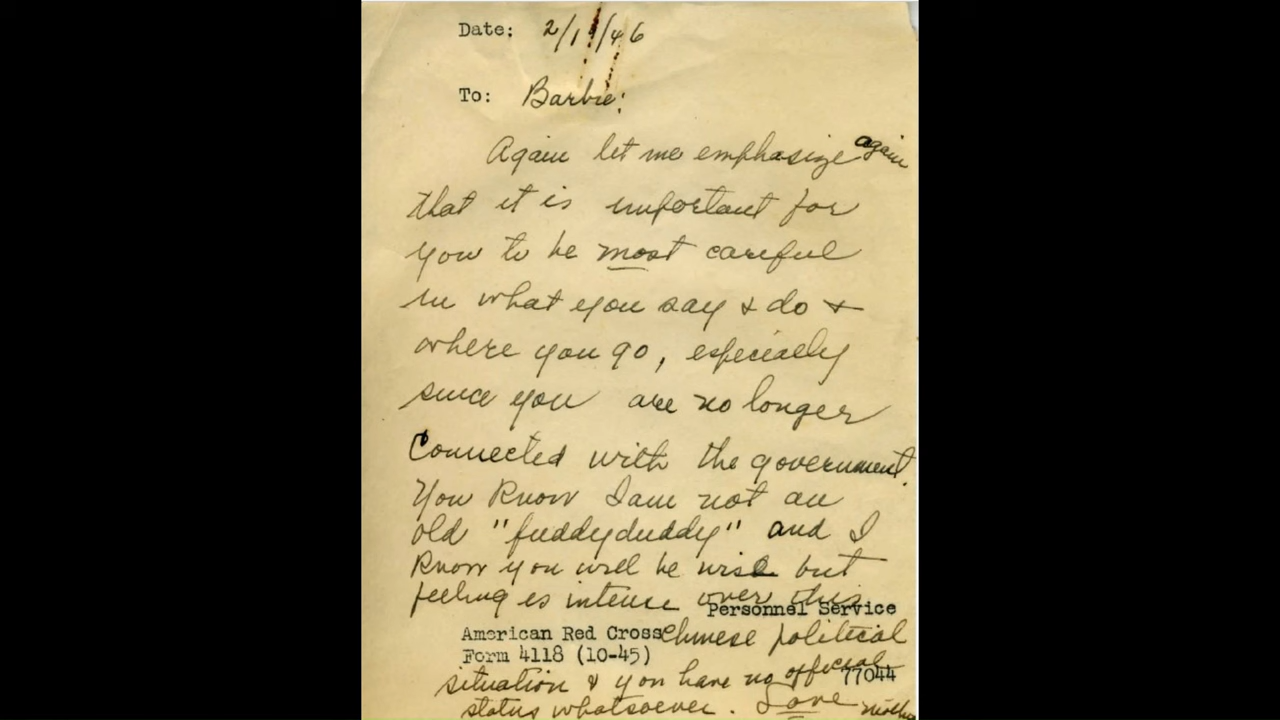 Date: 2/1 /46
To: Barbie:
Again let me emphasize again
that it is important for
you to be most careful
in what you say & do &
where you go, especially
since you are no longer
Connected with the government.
You know I am not an
old "fuddyduddy" and I
know you will be wise but
feeling is intense over this
Personnel Service
American Red Cross Chinese political
Form 4118 (10-45)
situation & you have no official
77044
status whatsoever. Love Mother